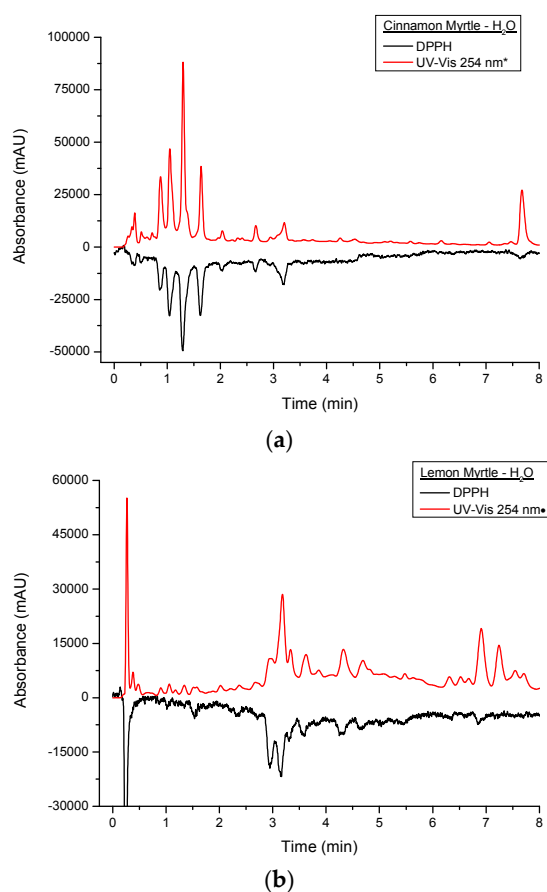 Cinnamon Myrtle - H₂O
DPPH
UV-Vis 254 nm*
100000
75000
50000
25000
0
-25000
-50000
Absorbance (mAU)
0 1 2 3 4 5 6 7 8
Time (min)
(a)
Lemon Myrtle - H₂O
DPPH
UV-Vis 254 nm•
60000
45000
30000
15000
0
-15000
-30000
Absorbance (mAU)
0 1 2 3 4 5 6 7 8
Time (min)
(b)